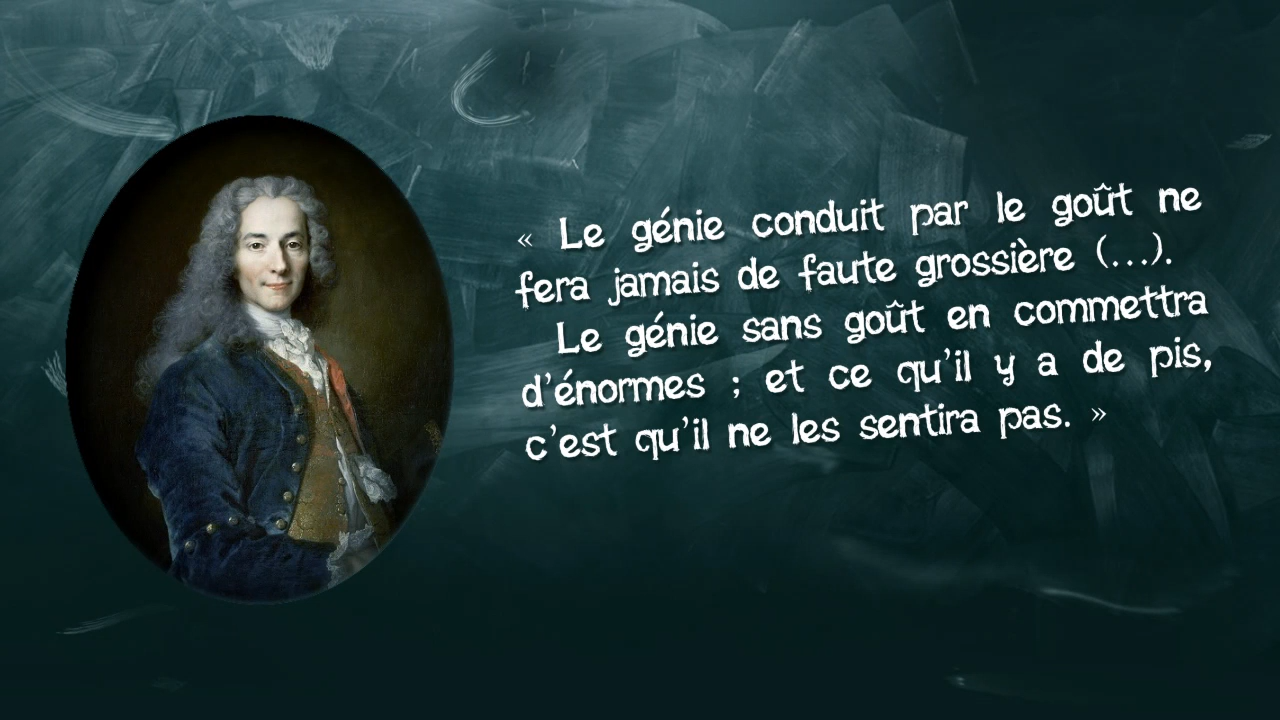 « Le génie conduit par le goût ne
fera jamais de faute grossière (...).
Le génie sans goût en commettra
d'énormes ; et ce qu'il y a de pis,
c'est qu'il ne les sentira pas. »